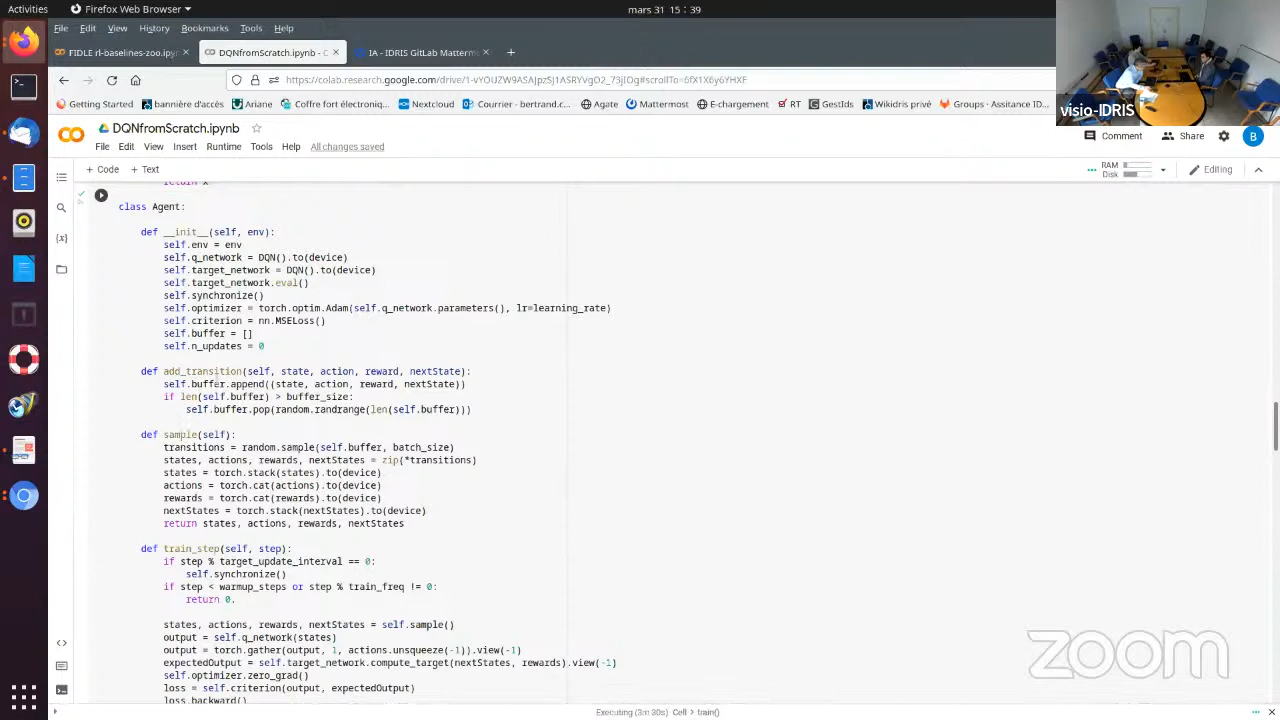 Activities
Firefox Web Browser
mars 31 15:39
File Edit View History Bookmarks Tools Help
FIDLE rl-baselines-zoo.ipyn
DQNfromScratch.ipynb - C
IA - IDRIS GitLab Matterm
https://colab.research.google.com/drive/1-vYOUZW9ASAJpzSJ1ASRYVgO2_73jIOg#scrollTo=6fX1X6y6YHXF
Getting Started
bannière d'accès
Ariane
Coffre fort électroniq...
Nextcloud
Courrier - bertrand.c...
Agate
Mattermost
E-chargement
RT
GestIds
Wikidris privé
Groups - Assitance ID...
visio-IDRIS
DQNfromScratch.ipynb
Comment
Share
B
File Edit View Insert Runtime Tools Help All changes saved
+ Code + Text
RAM
Disk
Editing
return x
class Agent:
def __init__(self, env):
self.env = env
self.q_network = DQN().to(device)
self.target_network = DQN().to(device)
self.target_network.eval()
self.synchronize()
self.optimizer = torch.optim.Adam(self.q_network.parameters(), lr=learning_rate)
self.criterion = nn.MSELoss()
self.buffer = []
self.n_updates = 0
def add_transition(self, state, action, reward, nextState):
self.buffer.append((state, action, reward, nextState))
if len(self.buffer) > buffer_size:
self.buffer.pop(random.randrange(len(self.buffer)))
def sample(self):
transitions = random.sample(self.buffer, batch_size)
states, actions, rewards, nextStates = zip(*transitions)
states = torch.stack(states).to(device)
actions = torch.cat(actions).to(device)
rewards = torch.cat(rewards).to(device)
nextStates = torch.stack(nextStates).to(device)
return states, actions, rewards, nextStates
def train_step(self, step):
if step % target_update_interval == 0:
self.synchronize()
if step < warmup_steps or step % train_freq != 0:
return 0.
states, actions, rewards, nextStates = self.sample()
output = self.q_network(states)
output = torch.gather(output, 1, actions.unsqueeze(-1)).view(-1)
expectedOutput = self.target_network.compute_target(nextStates, rewards).view(-1)
self.optimizer.zero_grad()
loss = self.criterion(output, expectedOutput)
loss.backward()
zoom
Executing (3m 30s) Cell > train()